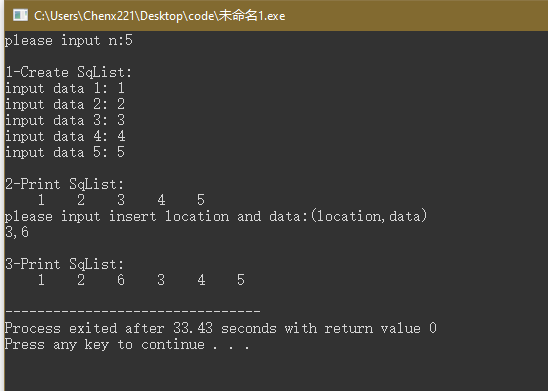 C:\Users\Chenx221\Desktop\code\未命名1.exe
please input n:5
1-Create SqList:
input data 1: 1
input data 2: 2
input data 3: 3
input data 4: 4
input data 5: 5
2-Print SqList:
1 2 3 4 5
please input insert location and data:(location,data)
3,6
3-Print SqList:
1 2 6 3 4 5
--------------------------------
Process exited after 33.43 seconds with return value 0
Press any key to continue . . .